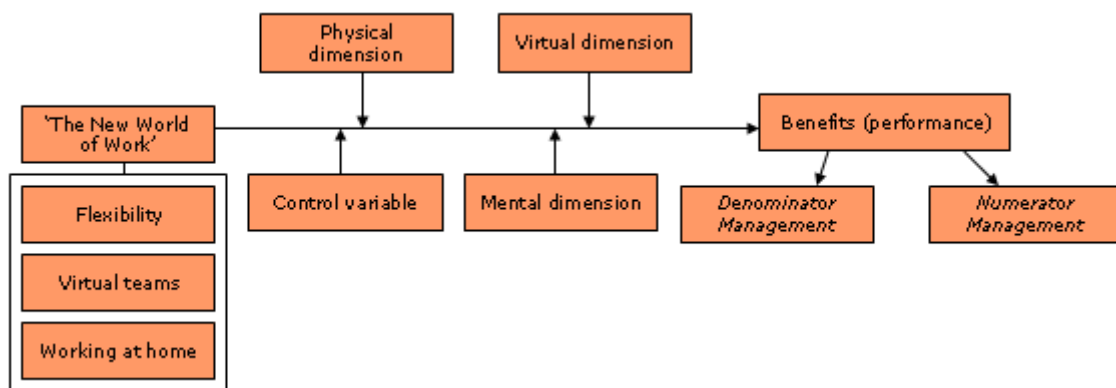 Physical
dimension
Virtual dimension
‘The New World
of Work’
Benefits (performance)
Control variable
Mental dimension
Denominator
Management
Numerator
Management
Flexibility
Virtual teams
Working at home